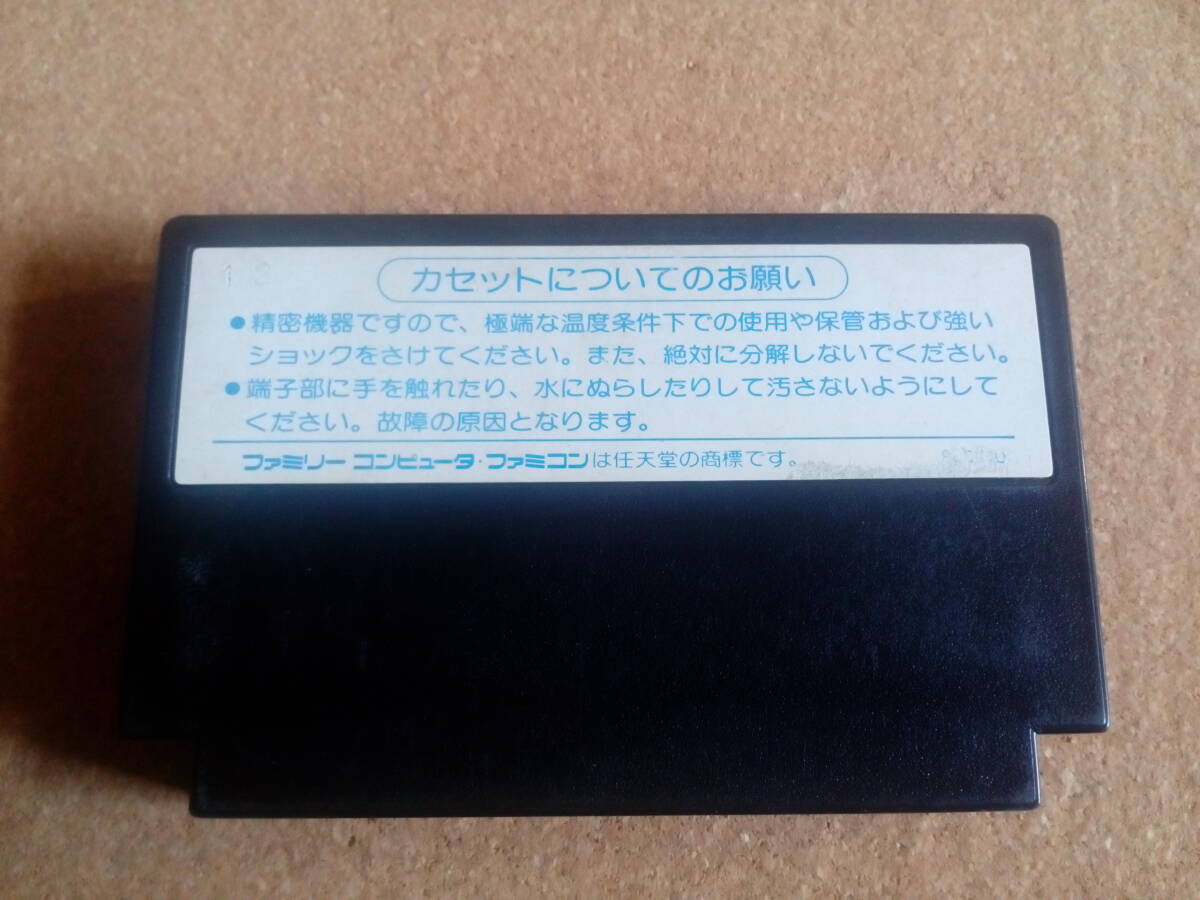 カセットについてのお願い
●精密機器ですので、極端な温度条件下での使用や保管および強い
ショックをさけてください。また、絶対に分解しないでください。
●端子部に手を触れたり、水にぬらしたりして汚さないようにして
ください。故障の原因となります。
ファミリー コンピュータ・ファミコンは任天堂の商標です。